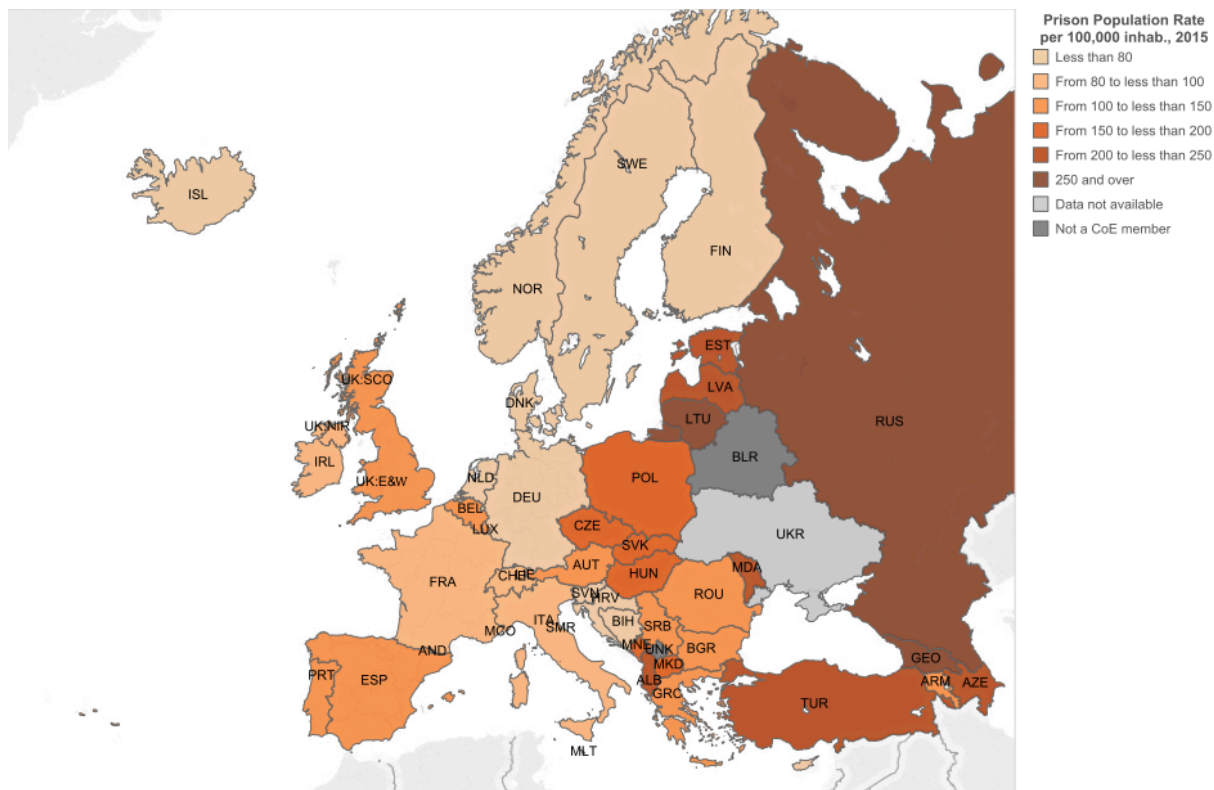 Prison Population Rate
per 100,000 inhab., 2015
Less than 80
From 80 to less than 100
From 100 to less than 150
From 150 to less than 200
From 200 to less than 250
250 and over
Data not available
Not a CoE member
SWE
ISL
FIN
NOR
EST
UK:SCO
LVA
DNK
LTU
RUS
UK:NIR
BLR
IRL
NLD
POL
UK:E&W
DEU
BEL
CZE
LUX
UKR
SVK
AUT
MDA
HUN
CHE
FRA
SVN
ROU
HRV
ITA
BIH
SRB
SMR
MCO
MNE
UNK
BGR
AND
GEO
MKD
PRT
ESP
ALB
ARM
AZE
GRC
TUR
MLT